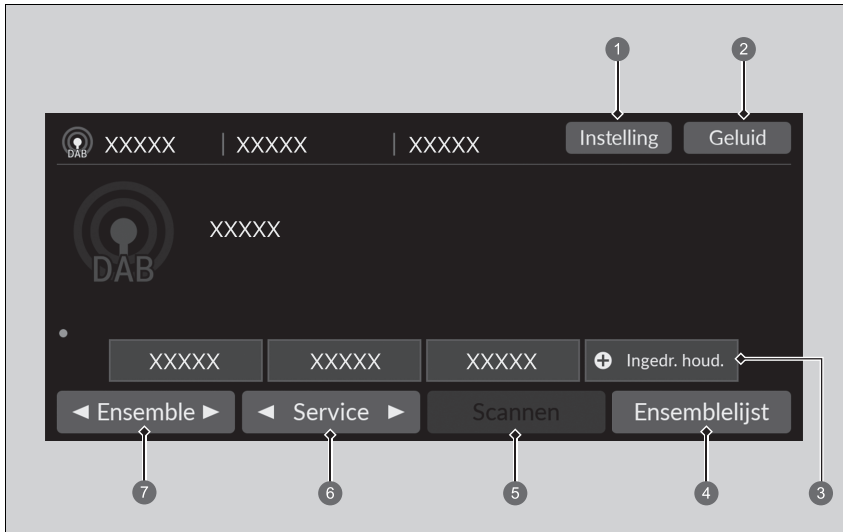 1 2
DAB XXXXX | XXXXX | XXXXX Instelling Geluid
DAB XXXXX
XXXXX XXXXX XXXXX Ingedr. houd.
◄ Ensemble ► ◄ Service ► Scannen Ensemblelijst
7 6 5 4 3